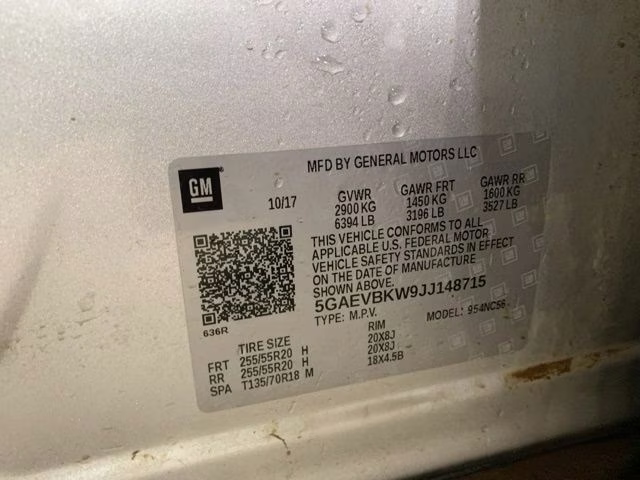 MFD BY GENERAL MOTORS LLC
GM
10/17
GVWR GAWR FRT GAWR RR
2900 KG 1450 KG 1600 KG
6394 LB 3196 LB 3527 LB
THIS VEHICLE CONFORMS TO ALL
APPLICABLE U.S. FEDERAL MOTOR
VEHICLE SAFETY STANDARDS IN EFFECT
ON THE DATE OF MANUFACTURE
SHOWN ABOVE.
5GAEVBKW9JJ148715
636R
TYPE: M.P.V. MODEL: 954NC56
TIRE SIZE RIM
FRT 255/55R20 H 20X8J
RR 255/55R20 H 20X8J
SPA T135/70R18 M 18X4.5B